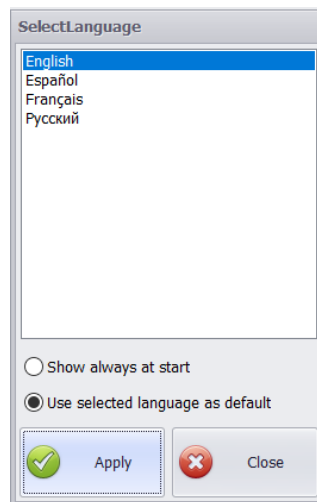 SelectLanguage
English
Español
Français
Русский
Show always at start
Use selected language as default
Apply
Close